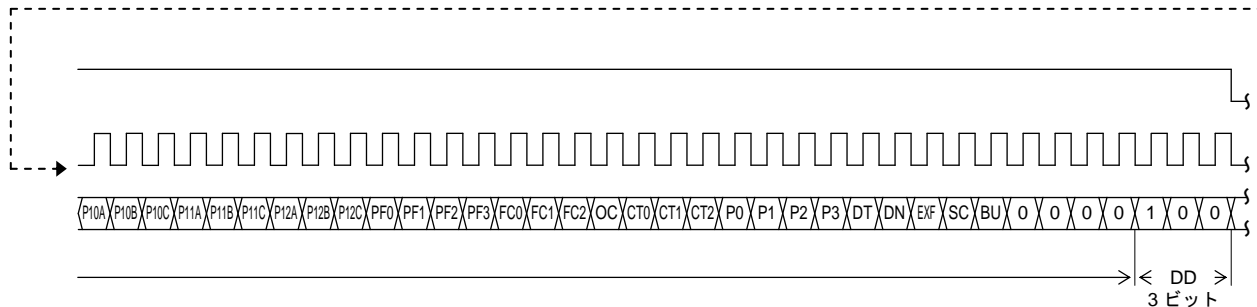 P10A P10B P10C P11A P11B P11C P12A P12B P12C PF0 PF1 PF2 PF3 FC0 FC1 FC2 OC CT0 CT1 CT2 P0 P1 P2 P3 DT DN EXF SC BU 0 0 0 0 1 0 0
DD
3 ビット